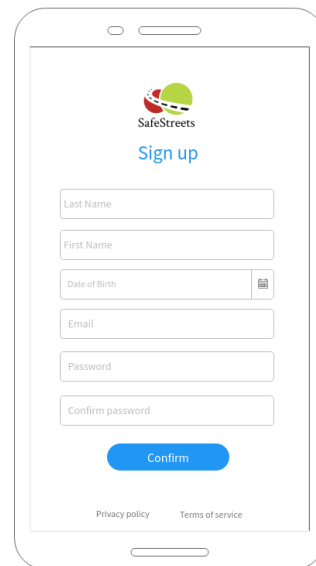 SafeStreets
Sign up
Last Name
First Name
Date of Birth
Email
Password
Confirm password
Confirm
Privacy policy Terms of service